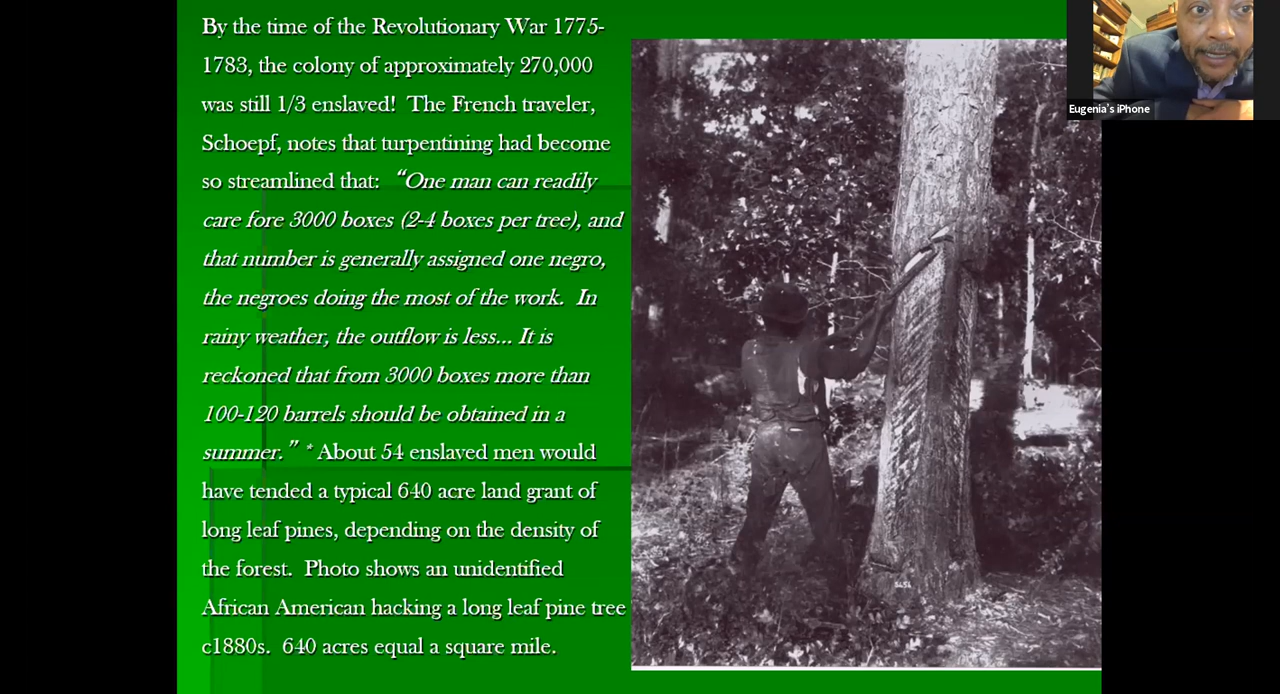 By the time of the Revolutionary War 1775-
1783, the colony of approximately 270,000
was still 1/3 enslaved!  The French traveler,
Schoepf, notes that turpentining had become
so streamlined that:  “One man can readily
care fore 3000 boxes (2-4 boxes per tree), and
that number is generally assigned one negro,
the negroes doing the most of the work.  In
rainy weather, the outflow is less... It is
reckoned that from 3000 boxes more than
100-120 barrels should be obtained in a
summer.” * About 54 enslaved men would
have tended a typical 640 acre land grant of
long leaf pines, depending on the density of
the forest.  Photo shows an unidentified
African American hacking a long leaf pine tree
c1880s.  640 acres equal a square mile.
Eugenia's iPhone